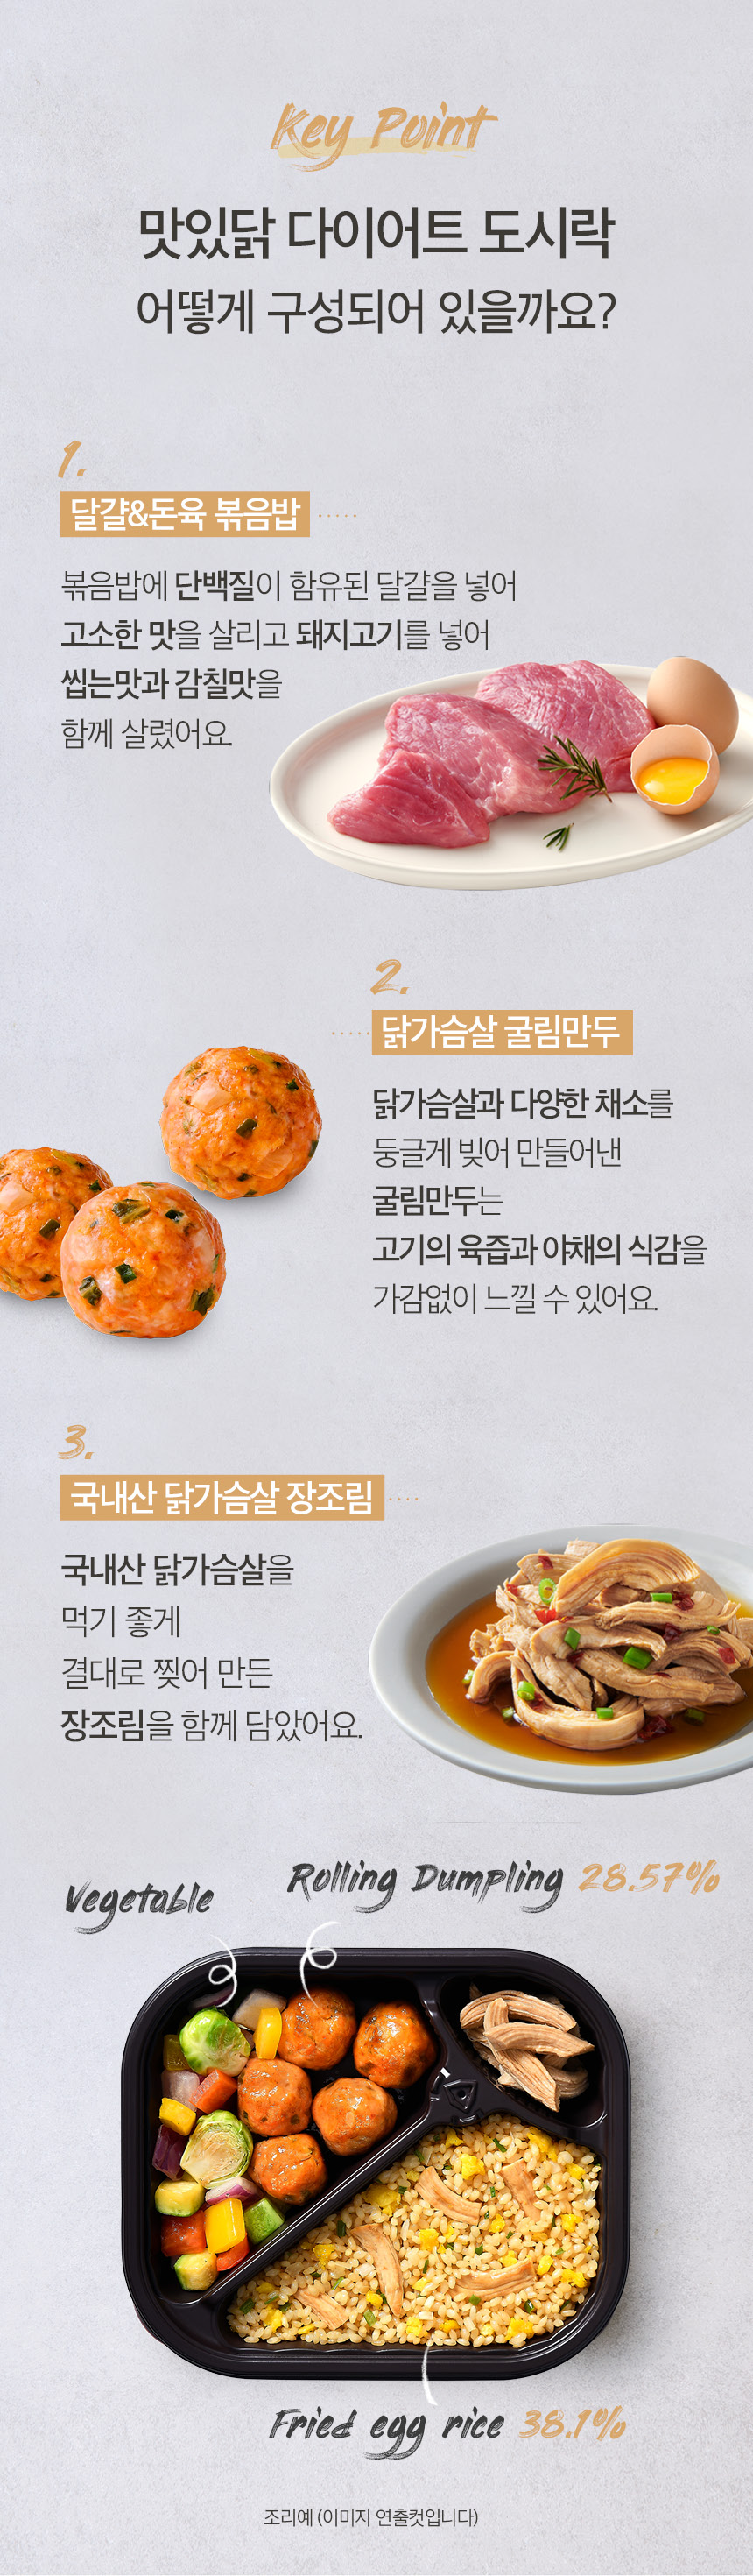 Key Point
맛있닭 다이어트 도시락
어떻게 구성되어 있을까요?
1.
달걀&돈육 볶음밥
볶음밥에 단백질이 함유된 달걀을 넣어
고소한 맛을 살리고 돼지고기를 넣어
씹는맛과 감칠맛을
함께 살렸어요.
2.
닭가슴살 굴림만두
닭가슴살과 다양한 채소를
둥글게 빚어 만들어낸
굴림만두는
고기의 육즙과 야채의 식감을
가감없이 느낄 수 있어요.
3.
국내산 닭가슴살 장조림
국내산 닭가슴살을
먹기 좋게
결대로 찢어 만든
장조림을 함께 담았어요.
Vegetable
Rolling Dumpling 28.57%
Fried egg rice 38.1%
조리예 (이미지 연출컷입니다)